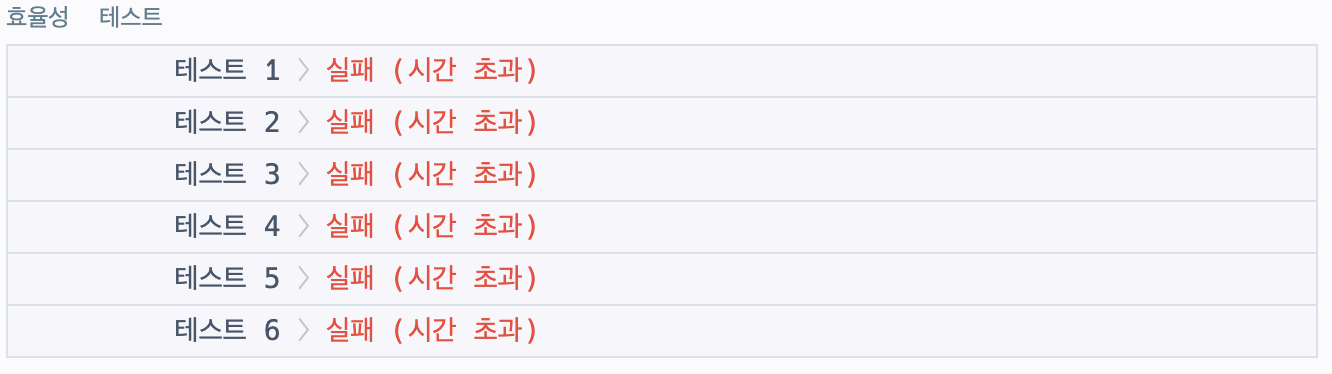 효율성 테스트
테스트 1 〉 실패 (시간 초과)
테스트 2 〉 실패 (시간 초과)
테스트 3 〉 실패 (시간 초과)
테스트 4 〉 실패 (시간 초과)
테스트 5 〉 실패 (시간 초과)
테스트 6 〉 실패 (시간 초과)